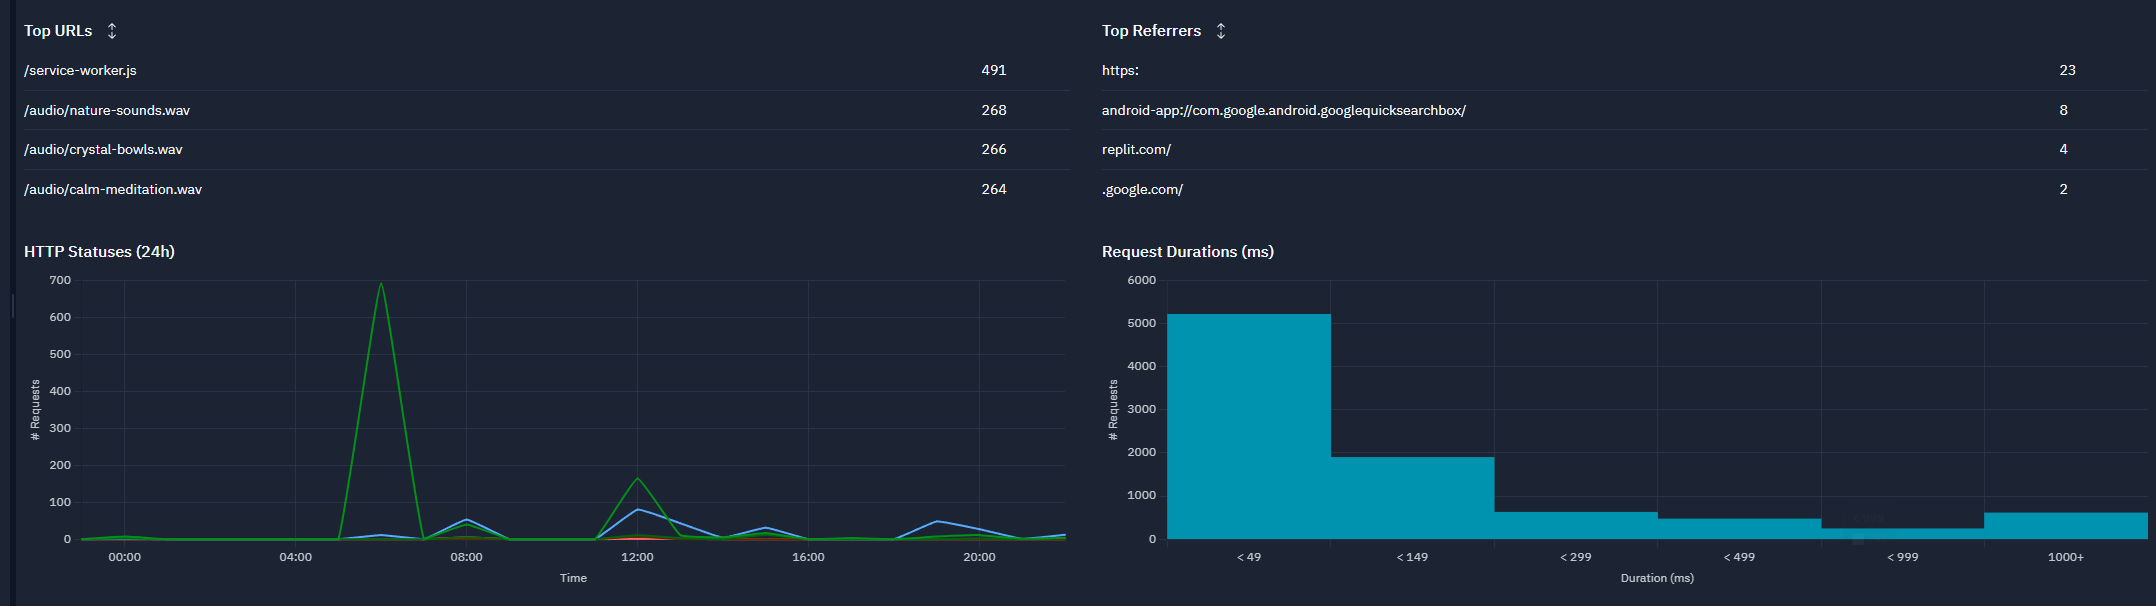 Top URLs
/service-worker.js 491
/audio/nature-sounds.wav 268
/audio/crystal-bowls.wav 266
/audio/calm-meditation.wav 264
Top Referrers
https: 23
android-app://com.google.android.googlequicksearchbox/ 8
replit.com/ 4
.google.com/ 2
HTTP Statuses (24h)
700
600
500
400
300
200
100
0
# Requests
00:00 04:00 08:00 12:00 16:00 20:00
Time
Request Durations (ms)
6000
5000
4000
3000
2000
1000
0
# Requests
< 49 < 149 < 299 < 499 < 999 1000+
Duration (ms)